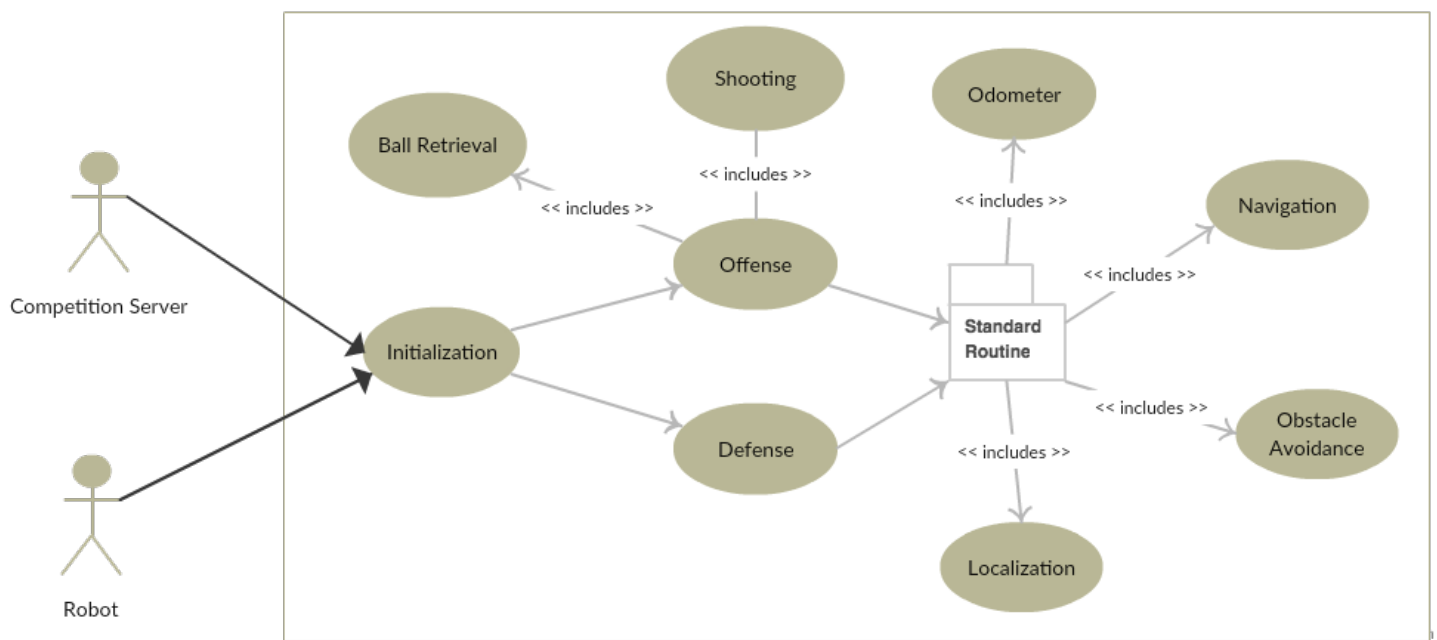 Shooting
Odometer
Ball Retrieval
<< includes >>
<< includes >>
<< includes >>
Navigation
Offense
<< includes >>
Competition Server
Standard
Routine
Initialization
<< includes >>
Obstacle
Avoidance
Defense
<< includes >>
Localization
Robot